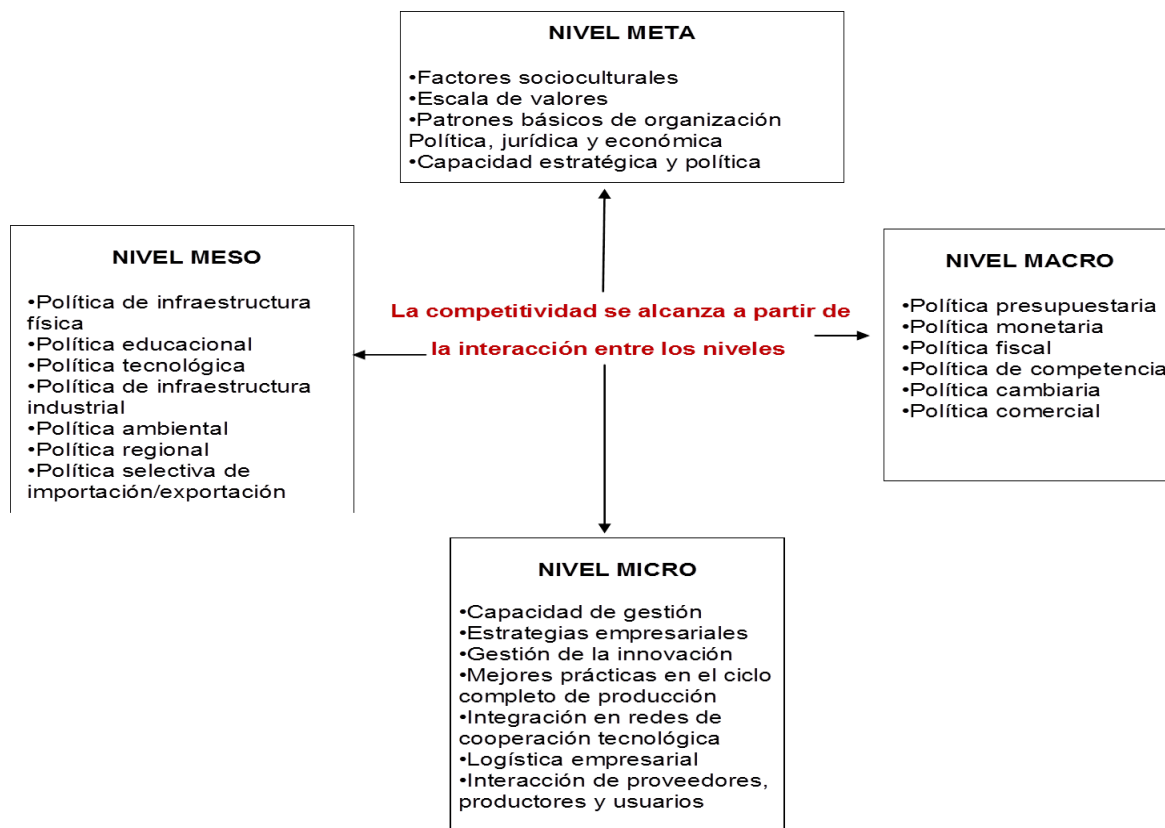 NIVEL META
•Factores socioculturales
•Escala de valores
•Patrones básicos de organización
Política, jurídica y económica
•Capacidad estratégica y política
NIVEL MESO
•Política de infraestructura
física
•Política educacional
•Política tecnológica
•Política de infraestructura
industrial
•Política ambiental
•Política regional
•Política selectiva de
importación/exportación
La competitividad se alcanza a partir de
la interacción entre los niveles
NIVEL MACRO
•Política presupuestaria
•Política monetaria
•Política fiscal
•Política de competencia
•Política cambiaria
•Política comercial
NIVEL MICRO
•Capacidad de gestión
•Estrategias empresariales
•Gestión de la innovación
•Mejores prácticas en el ciclo
completo de producción
•Integración en redes de
cooperación tecnológica
•Logística empresarial
•Interacción de proveedores,
productores y usuarios